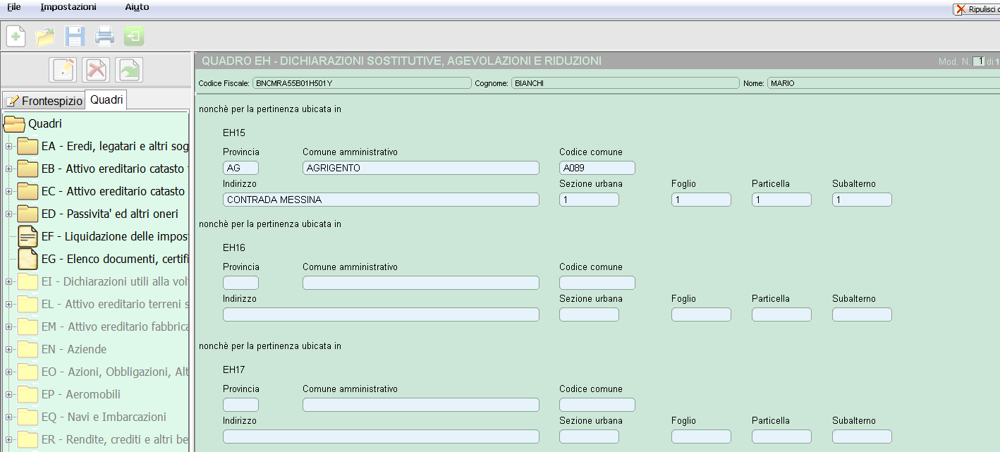 File Impostazioni Aiuto
Ripulisci
QUADRO EH - DICHIARAZIONI SOSTITUTIVE, AGEVOLAZIONI E RIDUZIONI
Mod. N. 1 di 1
Codice Fiscale: BNCMRA55B01H501Y Cognome: BIANCHI Nome: MARIO
Frontespizio Quadri
Quadri
EA - Eredi, legatari e altri sog
EB - Attivo ereditario catasto
EC - Attivo ereditario catasto
ED - Passivita' ed altri oneri
EF - Liquidazione delle impos
EG - Elenco documenti, certifi
EI - Dichiarazioni utili alla vol
EL - Attivo ereditario terreni s
EM - Attivo ereditario fabbrica
EN - Aziende
EO - Azioni, Obbligazioni, Alt
EP - Aeromobili
EQ - Navi e Imbarcazioni
ER - Rendite, crediti e altri be
nonchè per la pertinenza ubicata in
EH15
Provincia Comune amministrativo Codice comune
AG AGRIGENTO A089
Indirizzo Sezione urbana Foglio Particella Subalterno
CONTRADA MESSINA 1 1 1 1
nonchè per la pertinenza ubicata in
EH16
Provincia Comune amministrativo Codice comune
Indirizzo Sezione urbana Foglio Particella Subalterno
nonchè per la pertinenza ubicata in
EH17
Provincia Comune amministrativo Codice comune
Indirizzo Sezione urbana Foglio Particella Subalterno